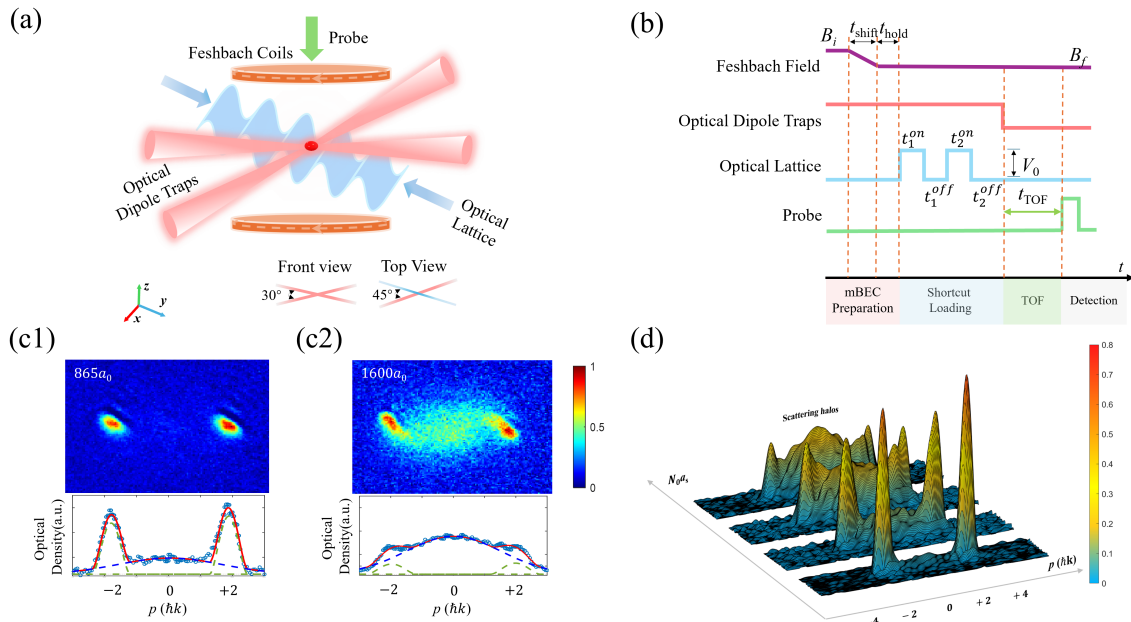 (a)
Probe
Feshbach Coils
Optical
Dipole Traps
Optical
Lattice
Front view
Top View
30°
45°
z
y
x
(b)
B_i
t_shift
t_hold
B_f
Feshbach Field
Optical Dipole Traps
t_1^on
t_2^on
Optical Lattice
V_0
t_1^off
t_2^off
t_TOF
Probe
t
mBEC
Preparation
Shortcut
Loading
TOF
Detection
(c1)
865a_0
Optical
Density(a.u.)
−2
0
+2
p (ħk)
(c2)
1600a_0
1
0.5
0
Optical
Density(a.u.)
−2
0
+2
p (ħk)
(d)
Scattering halos
N_0a_s
p (ħk)
−2
0
+2
+4
0.8
0.7
0.6
0.5
0.4
0.3
0.2
0.1
0